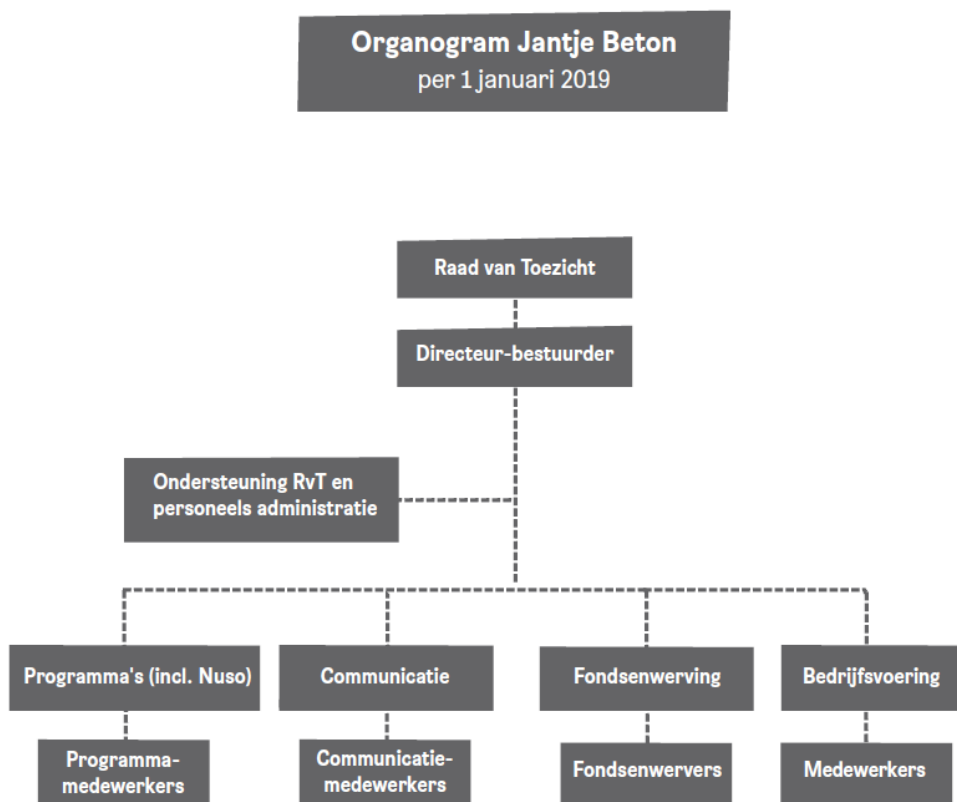 Organogram Jantje Beton
per 1 januari 2019
Raad van Toezicht
Directeur-bestuurder
Ondersteuning RvT en
personeels administratie
Programma's (incl. Nuso)
Communicatie
Fondsenwerving
Bedrijfsvoering
Programma-
medewerkers
Communicatie-
medewerkers
Fondsenwervers
Medewerkers